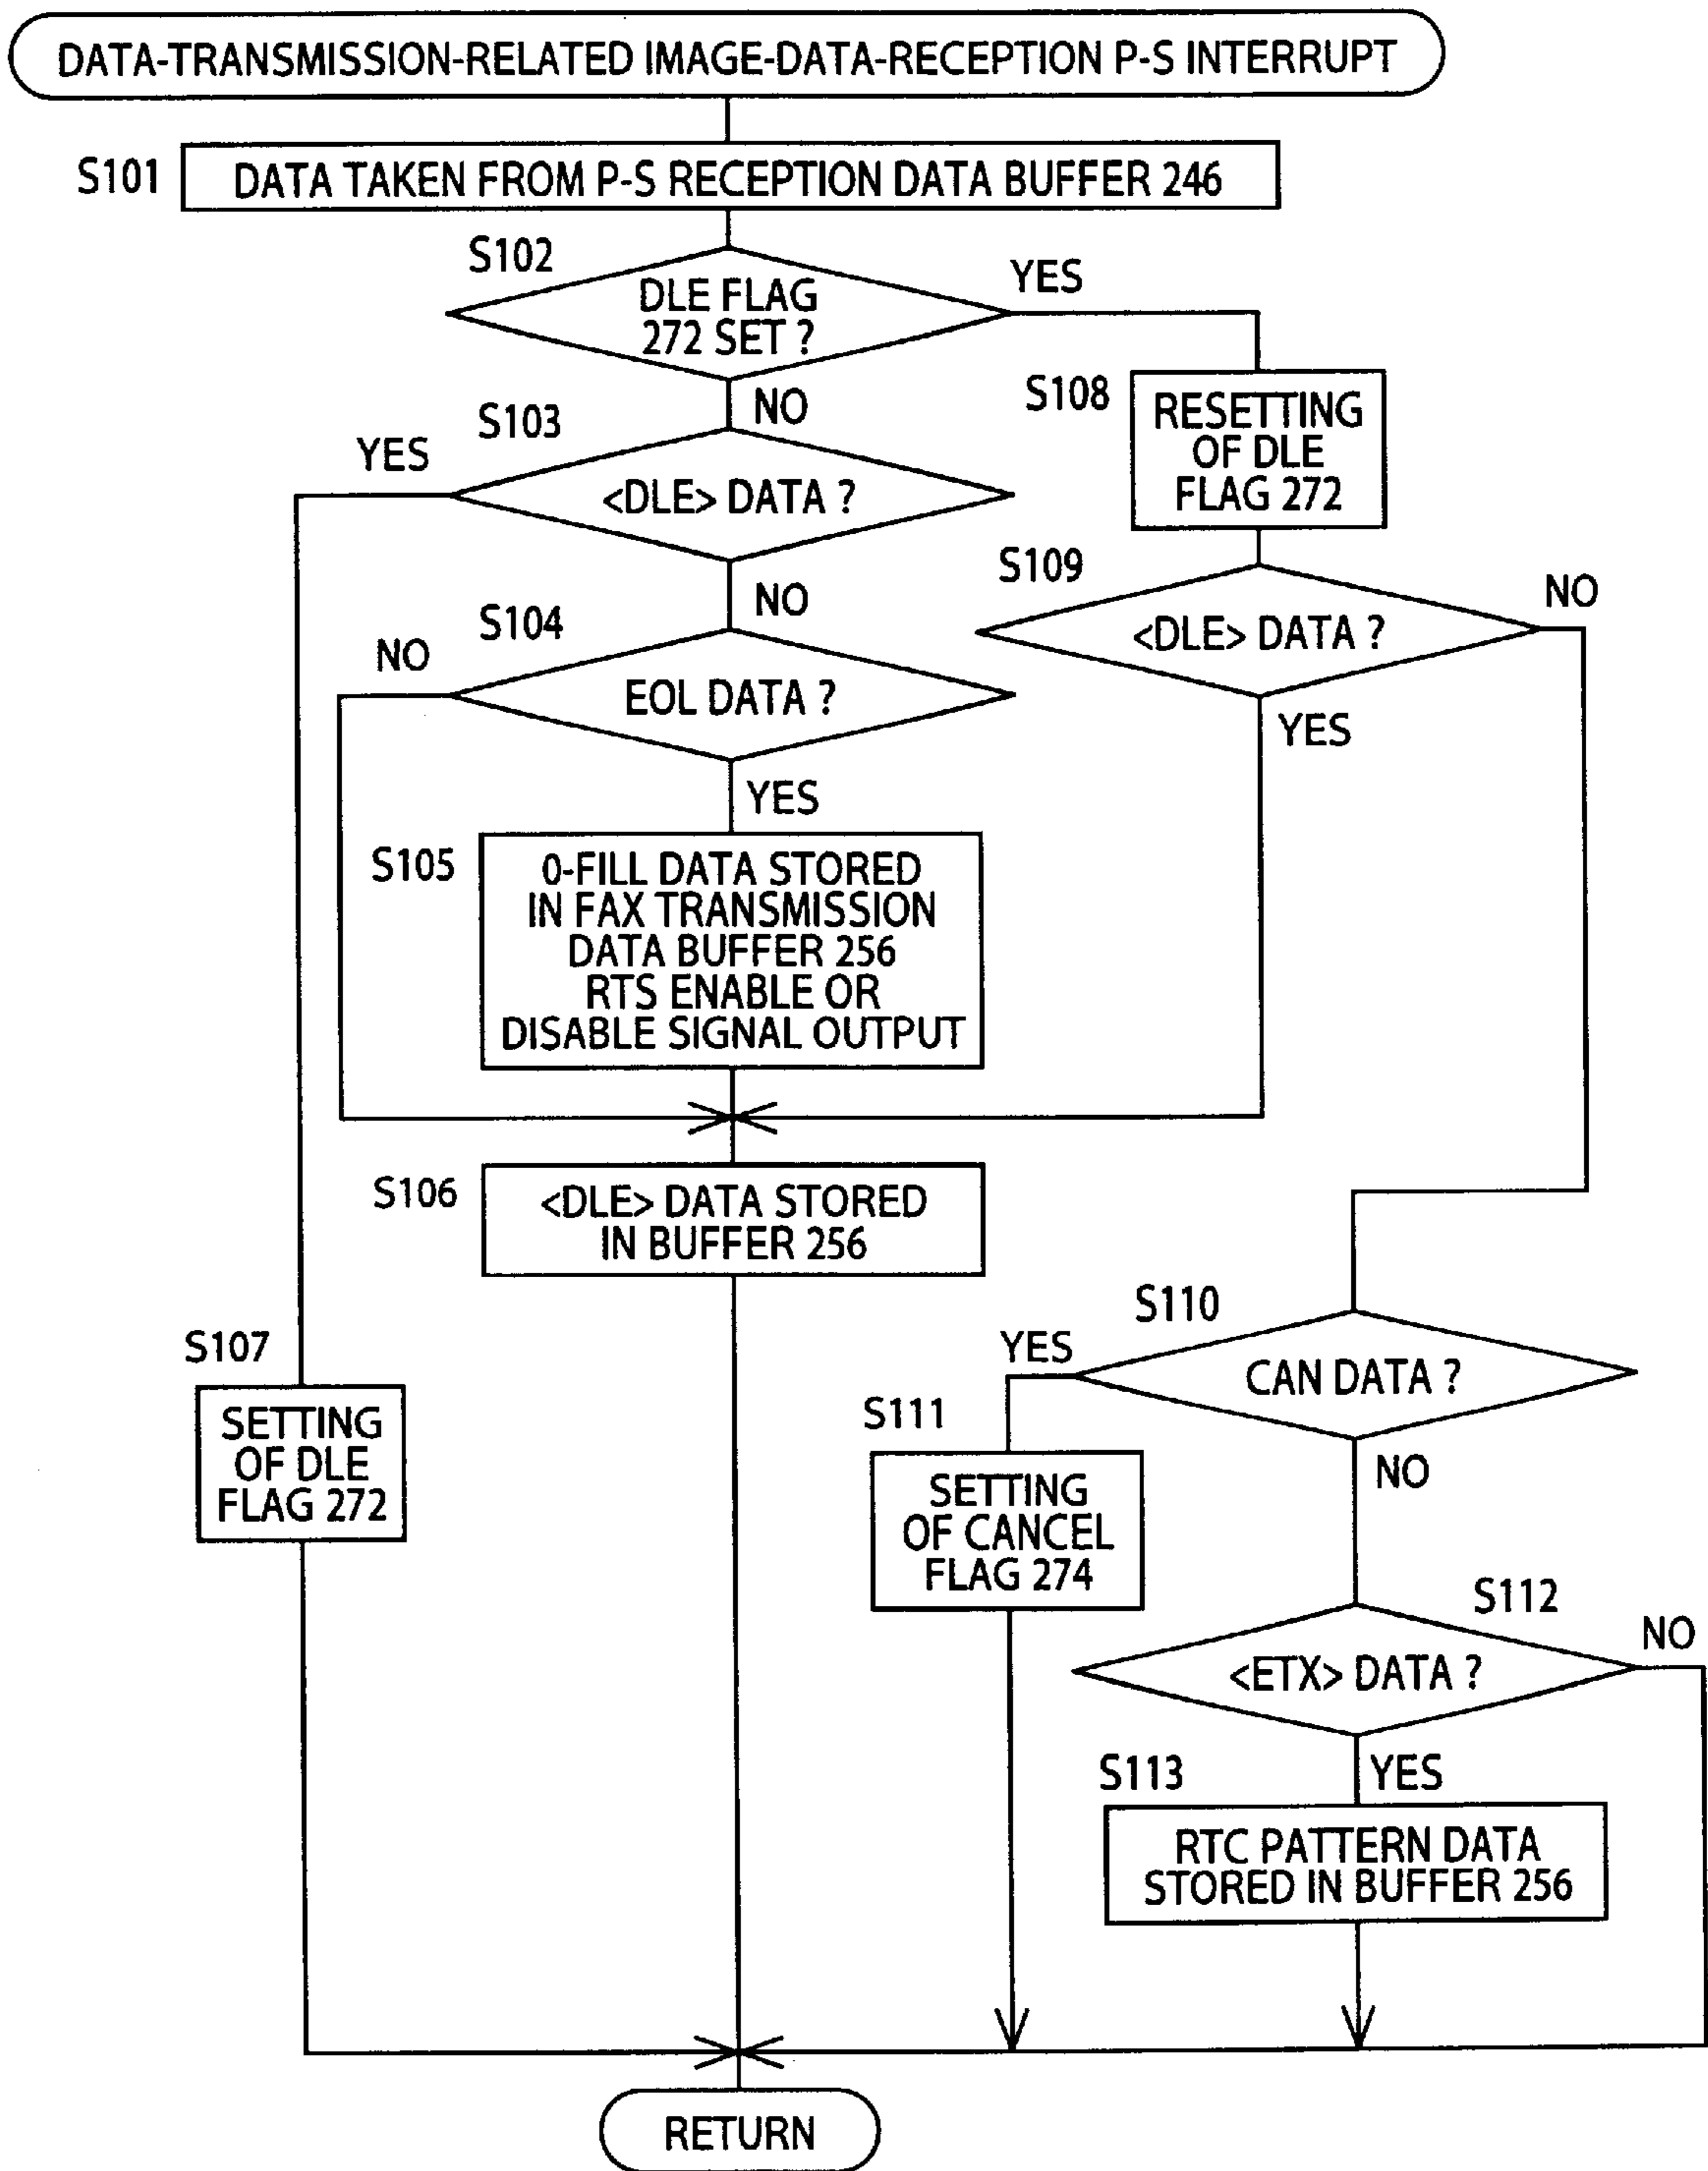 DATA-TRANSMISSION-RELATED IMAGE-DATA-RECEPTION P-S INTERRUPT
S101
DATA TAKEN FROM P-S RECEPTION DATA BUFFER 246
S102
DLE FLAG
272 SET ?
YES
NO
S103
YES
<DLE> DATA ?
NO
S108
RESETTING
OF DLE
FLAG 272
S109
<DLE> DATA ?
NO
YES
S104
NO
EOL DATA ?
YES
S105
0-FILL DATA STORED
IN FAX TRANSMISSION
DATA BUFFER 256
RTS ENABLE OR
DISABLE SIGNAL OUTPUT
S106
<DLE> DATA STORED
IN BUFFER 256
S107
SETTING
OF DLE
FLAG 272
S110
YES
CAN DATA ?
NO
S111
SETTING
OF CANCEL
FLAG 274
S112
<ETX> DATA ?
NO
YES
S113
RTC PATTERN DATA
STORED IN BUFFER 256
RETURN